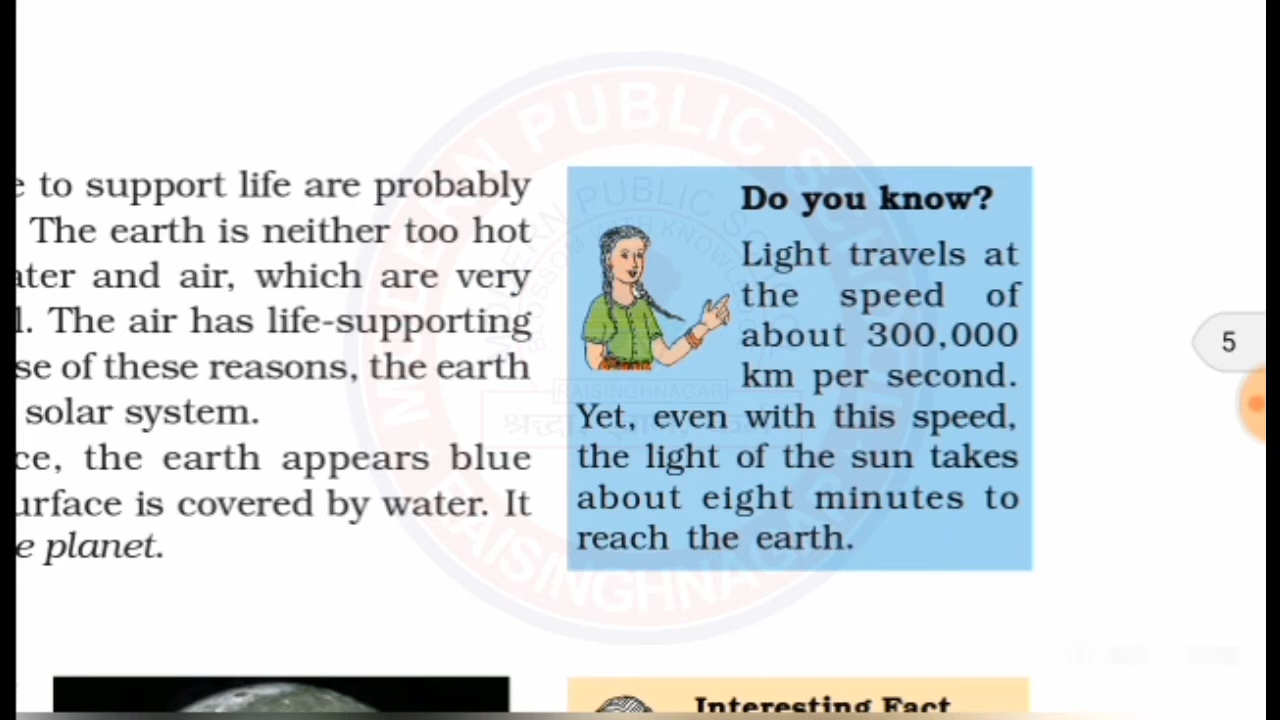 e to support life are probably
The earth is neither too hot
ater and air, which are very
l. The air has life-supporting
se of these reasons, the earth
solar system.
ce, the earth appears blue
urface is covered by water. It
e planet.
Do you know?
Light travels at
the speed of
about 300,000
km per second.
Yet, even with this speed,
the light of the sun takes
about eight minutes to
reach the earth.
Interesting Fact
5
MODERN PUBLIC SCHOOL
RAISINGHNAGAR